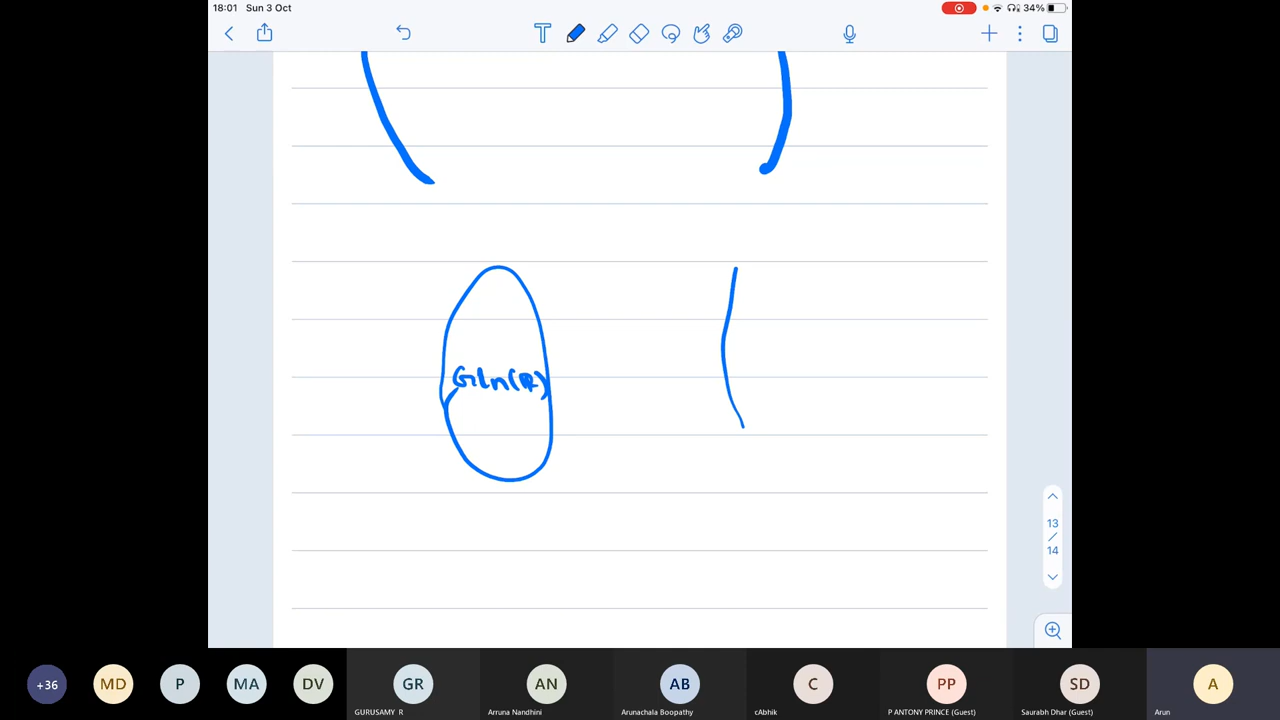 18:01 Sun 3 Oct 34%
T
GLn(R)
13
/
14
+36 MD P MA DV GR AN AB C PP SD A
GURUSAMY R Arruna Nandhini Arunachala Boopathy cAbhik P ANTONY PRINCE (Guest) Saurabh Dhar (Guest) Arun